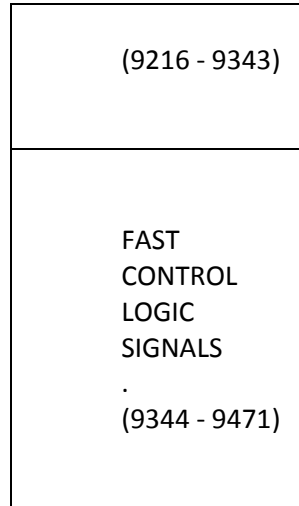 (9216 - 9343)
FAST
CONTROL
LOGIC
SIGNALS
.
(9344 - 9471)